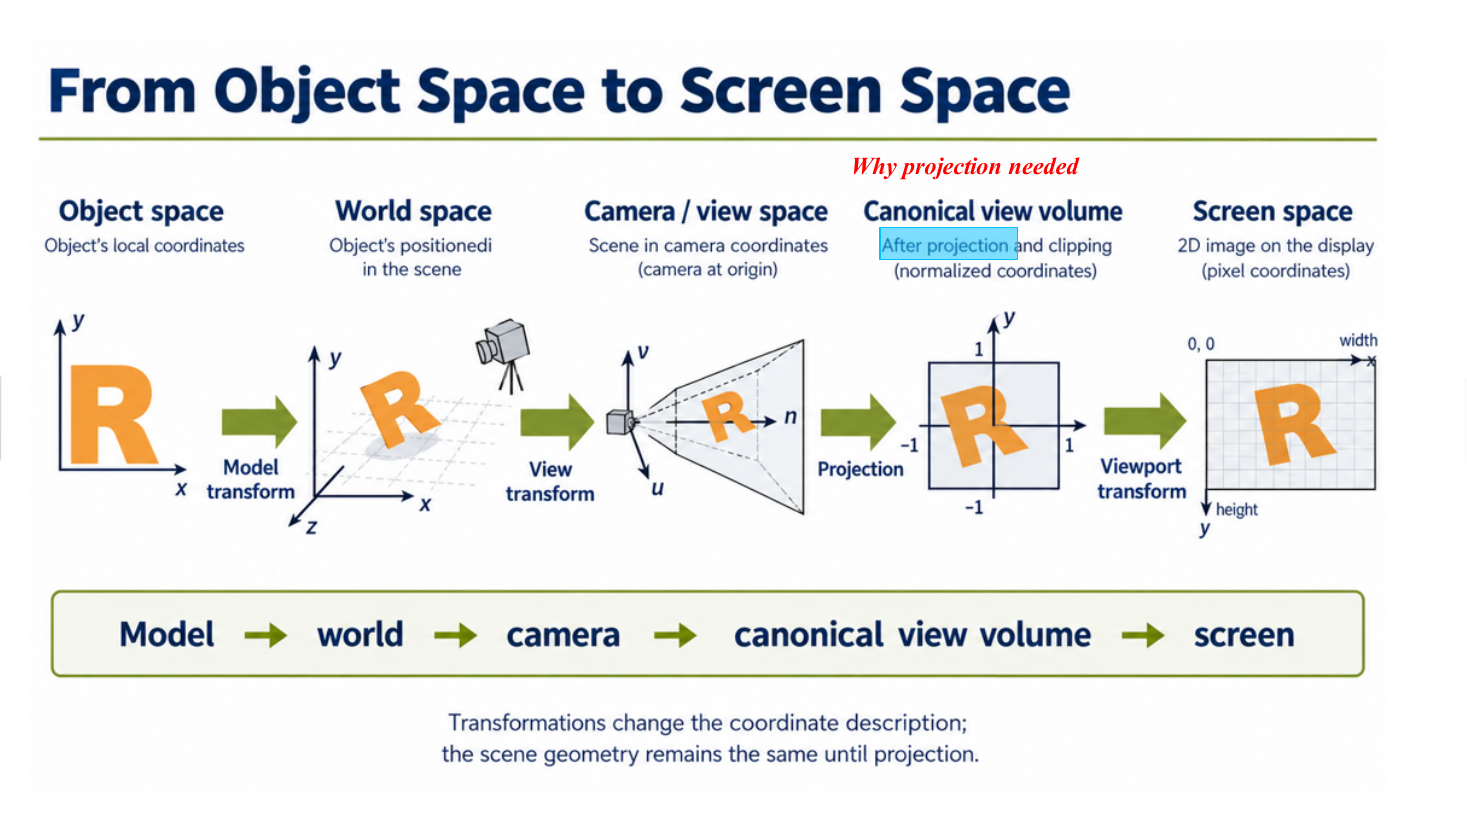 From Object Space to Screen Space
Why projection needed
Object space
Object's local coordinates
World space
Object's positionedi
in the scene
Camera / view space
Scene in camera coordinates
(camera at origin)
Canonical view volume
After projection and clipping
(normalized coordinates)
Screen space
2D image on the display
(pixel coordinates)
y
R
x
Model
transform
y
R
x
z
View
transform
v
R
n
u
Projection
y
1
R
-1
1
-1
Viewport
transform
0, 0
width
x
R
height
y
Model → world → camera → canonical view volume → screen
Transformations change the coordinate description;
the scene geometry remains the same until projection.